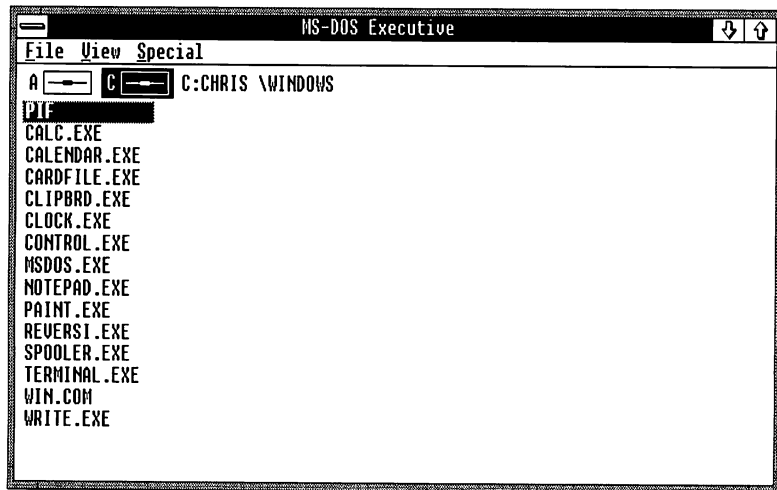 MS-DOS Executive
File View Special
A C C:CHRIS \WINDOWS
PIF
CALC.EXE
CALENDAR.EXE
CARDFILE.EXE
CLIPBRD.EXE
CLOCK.EXE
CONTROL.EXE
MSDOS.EXE
NOTEPAD.EXE
PAINT.EXE
REVERSI.EXE
SPOOLER.EXE
TERMINAL.EXE
WIN.COM
WRITE.EXE